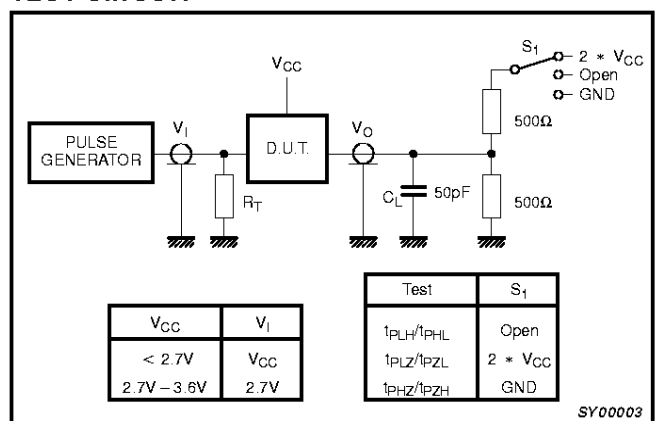 S1
2 * VCC
Open
GND
VCC
500Ω
PULSE
GENERATOR
VI
D.U.T.
VO
RT
CL
50pF
500Ω
VCC VI
< 2.7V VCC
2.7V – 3.6V 2.7V
Test S1
tPLH/tPHL Open
tPLZ/tPZL 2 * VCC
tPHZ/tPZH GND
SY00003